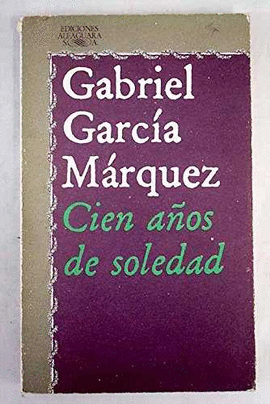 EDICIONES
ALFAGUARA
Gabriel
García
Márquez
Cien años
de soledad